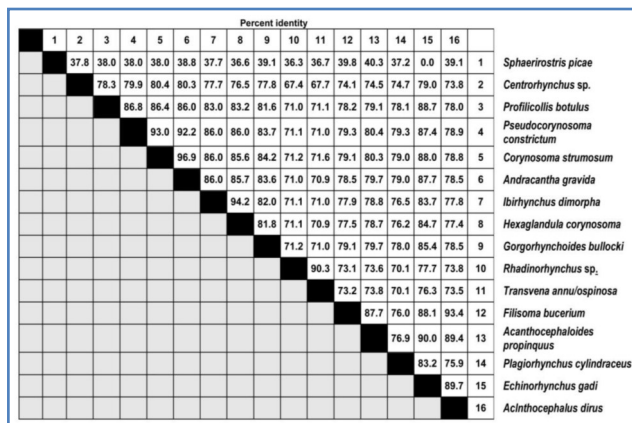 Percent identity
1 2 3 4 5 6 7 8 9 10 11 12 13 14 15 16
37.8 38.0 38.0 38.0 38.8 37.7 36.6 39.1 36.3 36.7 39.8 40.3 37.2 0.0 39.1 1 Sphaerirostris picae
78.3 79.9 80.4 80.3 77.7 76.5 77.8 67.4 67.7 74.1 74.5 74.7 79.0 73.8 2 Centrorhynchus sp.
86.8 86.4 86.0 83.0 83.2 81.6 71.0 71.1 78.2 79.1 78.1 88.7 78.0 3 Profilicollis botulus
93.0 92.2 86.0 86.0 83.7 71.1 71.0 79.3 80.4 79.3 87.4 78.9 4 Pseudocorynosoma
constrictum
96.9 86.0 85.6 84.2 71.2 71.6 79.1 80.3 79.0 88.0 78.8 5 Corynosoma strumosum
86.0 85.7 83.6 71.0 70.9 78.5 79.7 79.0 87.7 78.5 6 Andracantha gravida
94.2 82.0 71.1 71.0 77.9 78.8 76.5 83.7 77.8 7 Ibirhynchus dimorpha
81.8 71.1 70.9 77.5 78.7 76.2 84.7 77.4 8 Hexaglandula corynosoma
71.2 71.0 79.1 79.7 78.0 85.4 78.5 9 Gorgorhynchoides bullocki
90.3 73.1 73.6 70.1 77.7 73.8 10 Rhadinorhynchus sp.
73.2 73.8 70.1 76.3 73.5 11 Transvena annu/ospinosa
87.7 76.0 88.1 93.4 12 Filisoma bucerium
76.9 90.0 89.4 13 Acanthocephaloides
propinquus
83.2 75.9 14 Plagiorhynchus cylindraceus
89.7 15 Echinorhynchus gadi
16 AcInthocephalus dirus